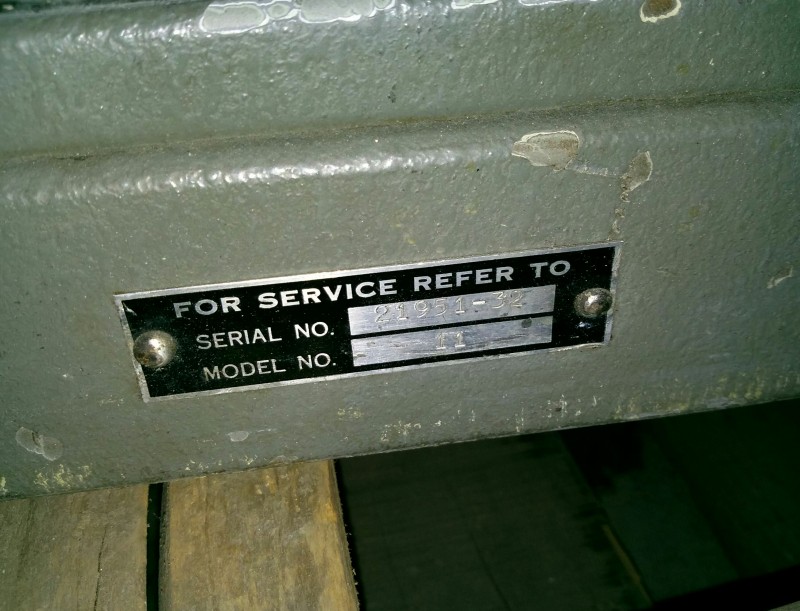 FOR SERVICE REFER TO
SERIAL NO. 21951-32
MODEL NO. 11